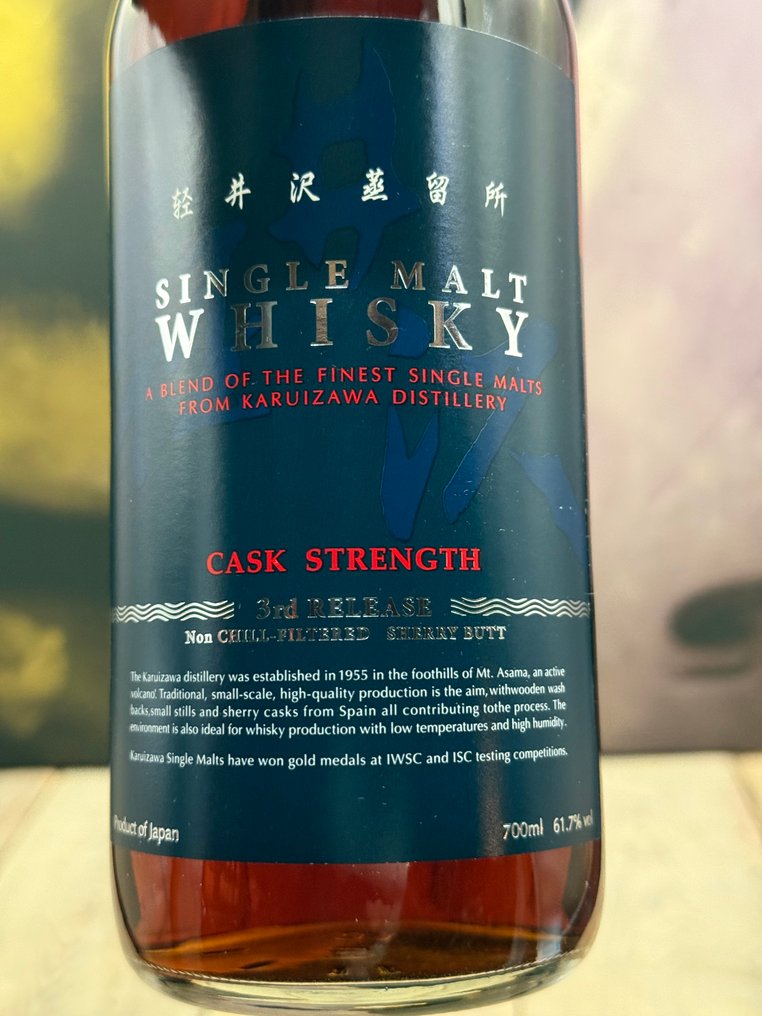 轻井沢蒸留所
SINGLE MALT
WHISKY
A BLEND OF THE FINEST SINGLE MALTS
FROM KARUIZAWA DISTILLERY
CASK STRENGTH
3rd RELEASE
Non CHILL-FILTERED SHERRY BUTT
The Karuizawa distillery was established in 1955 in the foothills of Mt. Asama, an active
volcano'. Traditional, small-scale, high-quality production is the aim, withwooden wash
backs,small stills and sherry casks from Spain all contributing tothe process. The
environment is also ideal for whisky production with low temperatures and high humidity.
Karuizawa Single Malts have won gold medals at IWSC and ISC testing competitions.
Product of Japan
700ml 61.7% vol